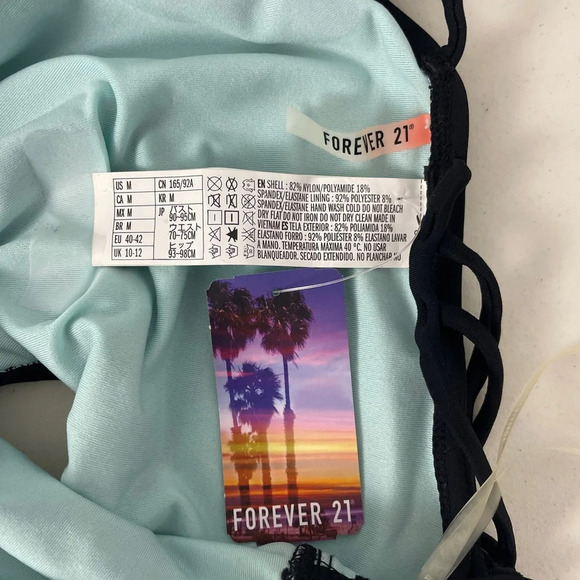 FOREVER 21®
US M
CA M
MX M
BR M
EU 40-42
UK 10-12
CN 165/92A
KR M
JP バスト
90-95CM
ウエスト
70-75CM
ヒップ
93-98CM
EN SHELL : 82% NYLON/POLYAMIDE 18%
SPANDEX/ELASTANE LINING : 92% POLYESTER 8%
SPANDEX/ELASTANE HAND WASH COLD DO NOT BLEACH
DRY FLAT DO NOT IRON DO NOT DRY CLEAN MADE IN
VIETNAM ES TELA EXTERIOR : 82% POLIAMIDA 18%
ELASTANO FORRO : 92% POLIÉSTER 8% ELASTANO LAVAR
A MANO. TEMPERATURA MAXIMA 40 °C. NO USAR
BLANQUEADOR. SECADO EXTENDIDO. NO PLANCHAR NO
FOREVER 21®